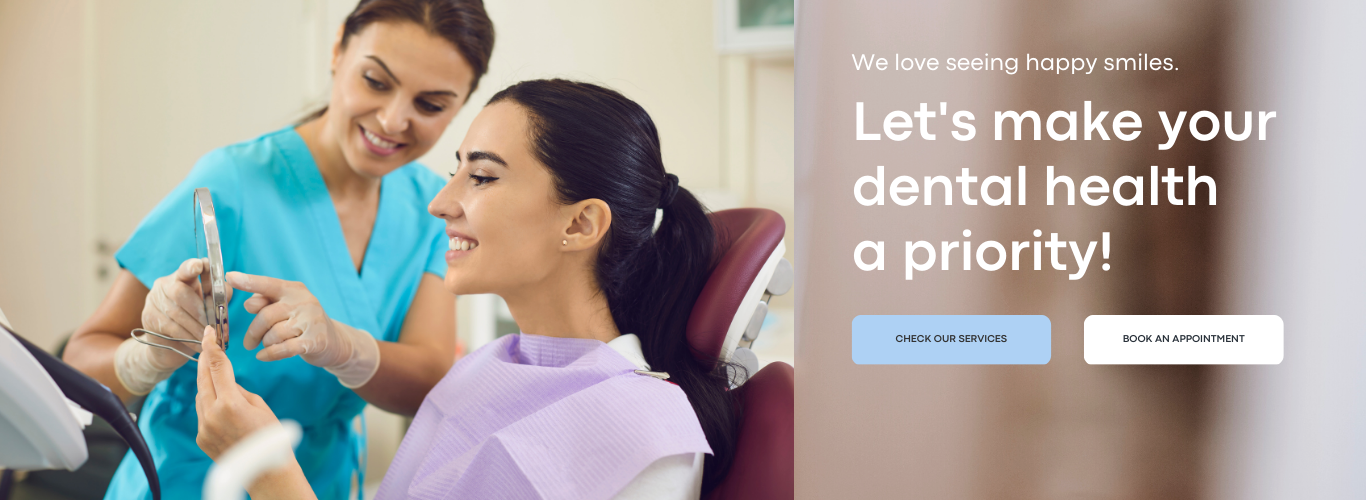 We love seeing happy smiles.
Let's make your
dental health
a priority!
CHECK OUR SERVICES
BOOK AN APPOINTMENT